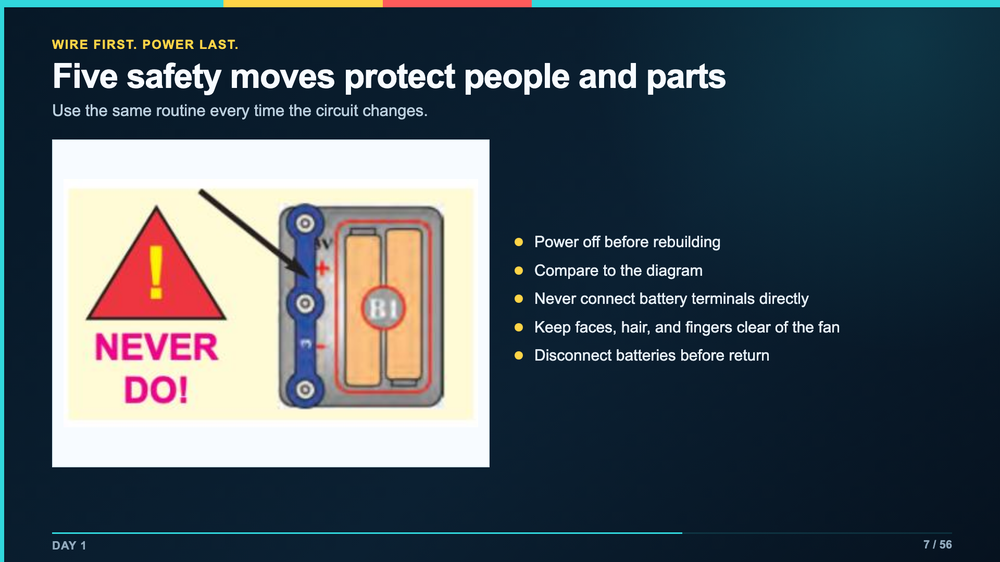 WIRE FIRST. POWER LAST.
Five safety moves protect people and parts
Use the same routine every time the circuit changes.
!
NEVER
DO!
+
3
-
B1
Power off before rebuilding
Compare to the diagram
Never connect battery terminals directly
Keep faces, hair, and fingers clear of the fan
Disconnect batteries before return
DAY 1
7 / 56